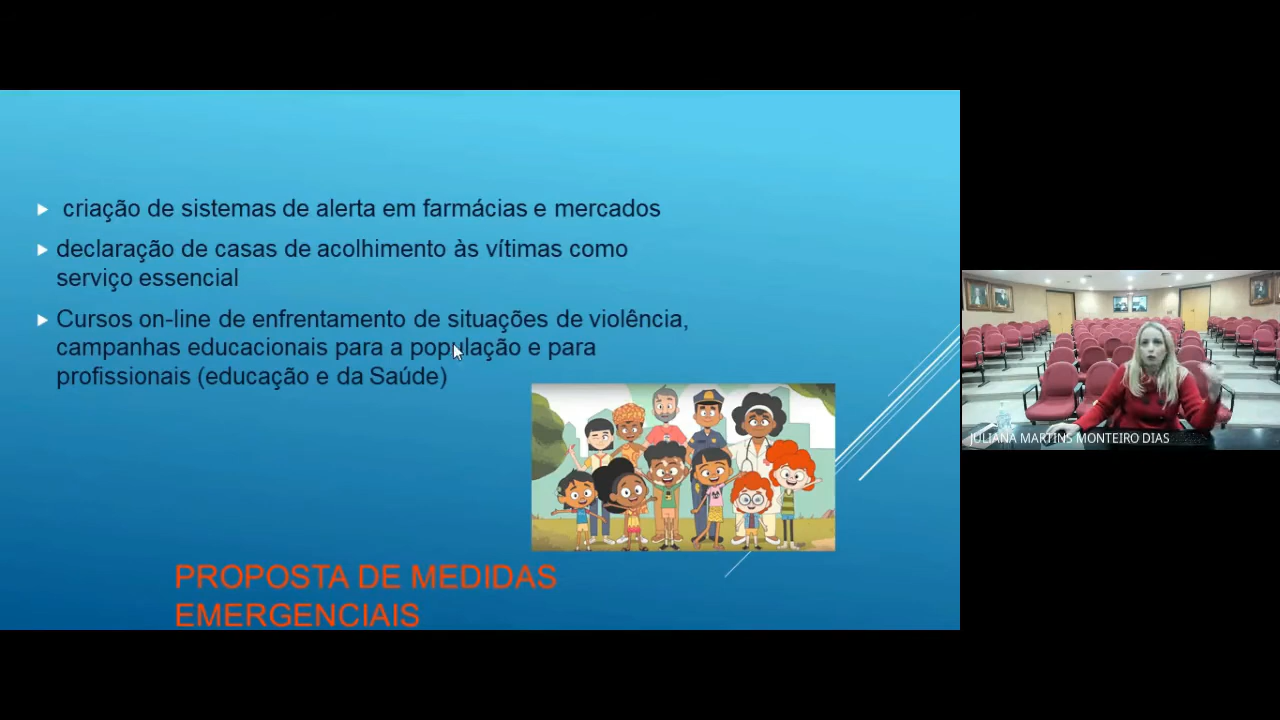 criação de sistemas de alerta em farmácias e mercados
declaração de casas de acolhimento às vítimas como
serviço essencial
Cursos on-line de enfrentamento de situações de violência,
campanhas educacionais para a população e para
profissionais (educação e da Saúde)
PROPOSTA DE MEDIDAS
EMERGENCIAIS
JULIANA MARTINS MONTEIRO DIAS